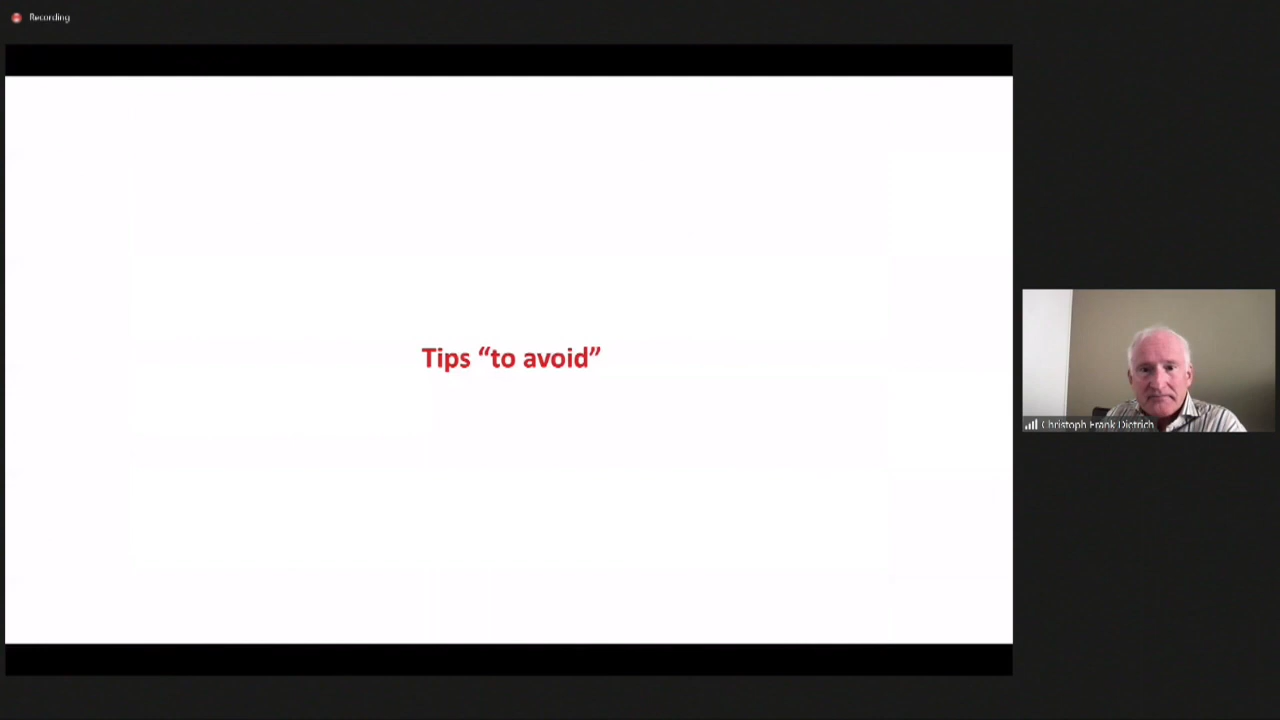 Recording
Tips “to avoid”
Christoph Frank Dietrich